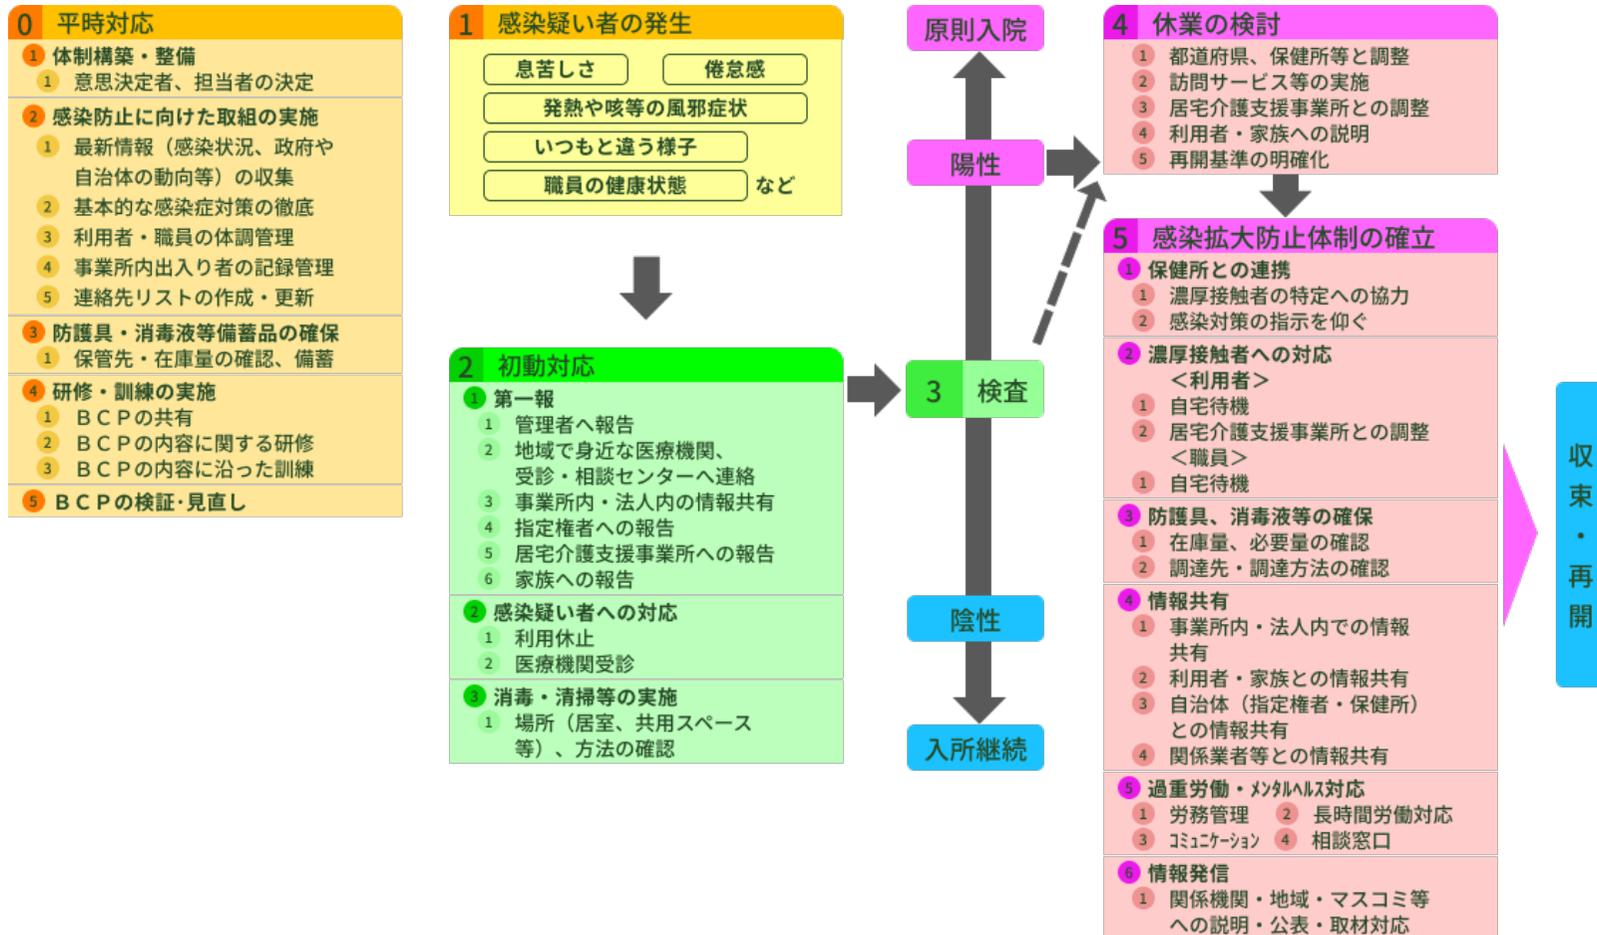 0 平時対応
1 体制構築・整備
1 意思決定者、担当者の決定
2 感染防止に向けた取組の実施
1 最新情報（感染状況、政府や
自治体の動向等）の収集
2 基本的な感染症対策の徹底
3 利用者・職員の体調管理
4 事業所内出入り者の記録管理
5 連絡先リストの作成・更新
3 防護具・消毒液等備蓄品の確保
1 保管先・在庫量の確認、備蓄
4 研修・訓練の実施
1 ＢＣＰの共有
2 ＢＣＰの内容に関する研修
3 ＢＣＰの内容に沿った訓練
5 ＢＣＰの検証･見直し
1 感染疑い者の発生
息苦しさ 倦怠感
発熱や咳等の風邪症状
いつもと違う様子
職員の健康状態 など
2 初動対応
1 第一報
1 管理者へ報告
2 地域で身近な医療機関、
受診・相談センターへ連絡
3 事業所内・法人内の情報共有
4 指定権者への報告
5 居宅介護支援事業所への報告
6 家族への報告
2 感染疑い者への対応
1 利用休止
2 医療機関受診
3 消毒・清掃等の実施
1 場所（居室、共用スペース
等）、方法の確認
原則入院
陽性
3 検査
陰性
入所継続
4 休業の検討
1 都道府県、保健所等と調整
2 訪問サービス等の実施
3 居宅介護支援事業所との調整
4 利用者・家族への説明
5 再開基準の明確化
5 感染拡大防止体制の確立
1 保健所との連携
1 濃厚接触者の特定への協力
2 感染対策の指示を仰ぐ
2 濃厚接触者への対応
＜利用者＞
1 自宅待機
2 居宅介護支援事業所との調整
＜職員＞
1 自宅待機
3 防護具、消毒液等の確保
1 在庫量、必要量の確認
2 調達先・調達方法の確認
4 情報共有
1 事業所内・法人内での情報
共有
2 利用者・家族との情報共有
3 自治体（指定権者・保健所）
との情報共有
4 関係業者等との情報共有
5 過重労働・ﾒﾝﾀﾙﾍﾙｽ対応
1 労務管理 2 長時間労働対応
3 ｺﾐｭﾆｹｰｼｮﾝ 4 相談窓口
6 情報発信
1 関係機関・地域・マスコミ等
への説明・公表・取材対応
収束・再開